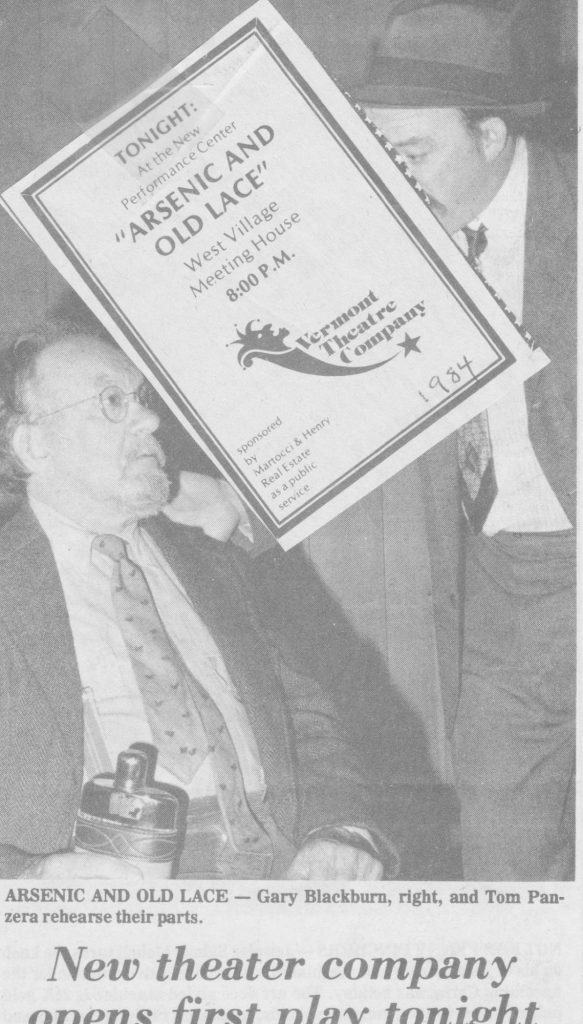 TONIGHT:
At the New
Performance Center
"ARSENIC AND
OLD LACE"
West Village
Meeting House
8:00 P.M.
Vermont
Theatre
Company
1984
sponsored
by
Martocci & Henry
Real Estate
as a public
service
ARSENIC AND OLD LACE — Gary Blackburn, right, and Tom Pan-
zera rehearse their parts.
New theater company
opens first play tonight